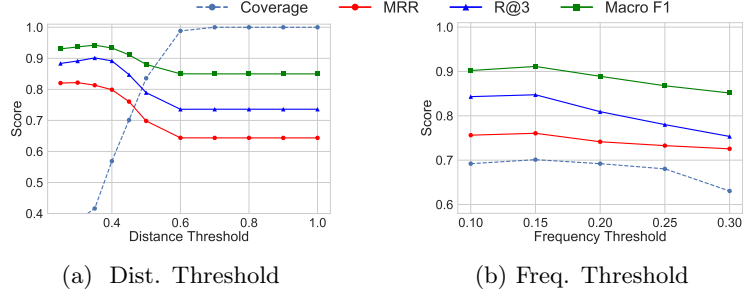 Coverage MRR R@3 Macro F1
1.0
0.9
0.8
0.7
0.6
0.5
0.4
Score
0.4 0.6 0.8 1.0
Distance Threshold
(a) Dist. Threshold
1.0
0.9
0.8
0.7
0.6
Score
0.10 0.15 0.20 0.25 0.30
Frequency Threshold
(b) Freq. Threshold